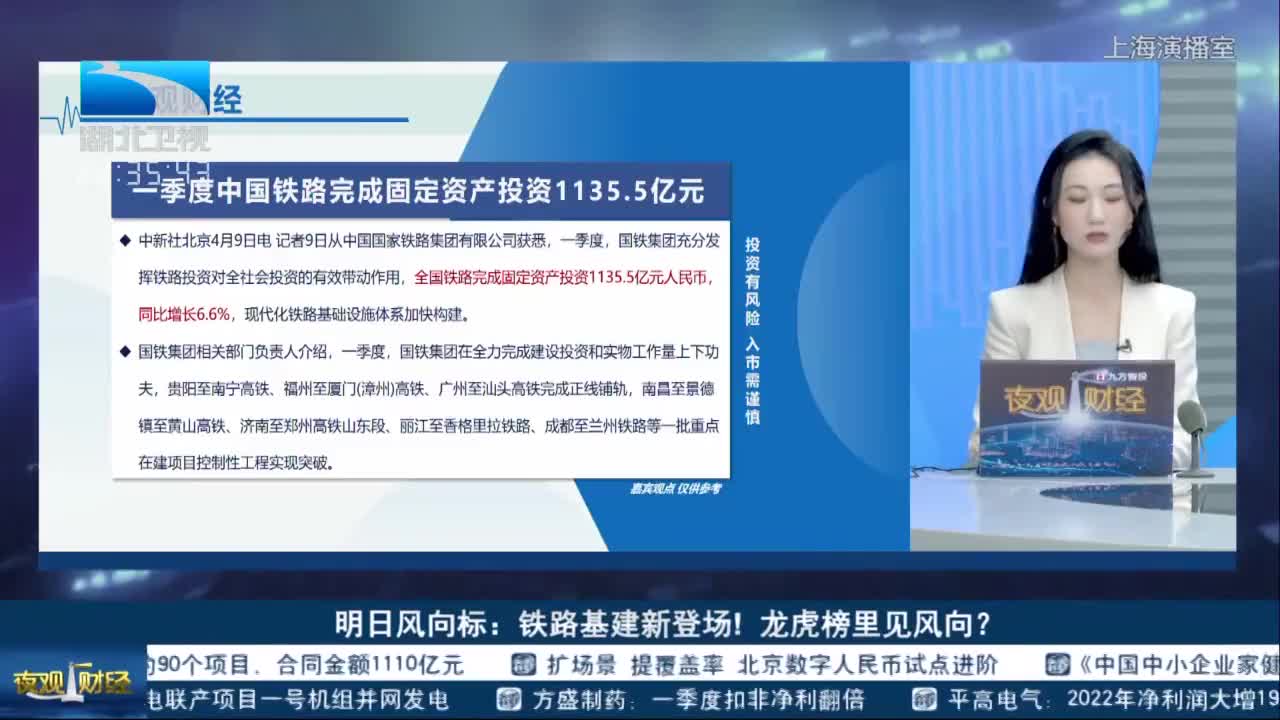 上海演播室
观财经
湖北卫视
:35:43
一季度中国铁路完成固定资产投资1135.5亿元
◆ 中新社北京4月9日电 记者9日从中国国家铁路集团有限公司获悉，一季度，国铁集团充分发
挥铁路投资对全社会投资的有效带动作用，全国铁路完成固定资产投资1135.5亿元人民币，
同比增长6.6%，现代化铁路基础设施体系加快构建。
◆ 国铁集团相关部门负责人介绍，一季度，国铁集团在全力完成建设投资和实物工作量上下功
夫，贵阳至南宁高铁、福州至厦门(漳州)高铁、广州至汕头高铁完成正线铺轨，南昌至景德
镇至黄山高铁、济南至郑州高铁山东段、丽江至香格里拉铁路、成都至兰州铁路等一批重点
在建项目控制性工程实现突破。
投资有风险 入市需谨慎
嘉宾观点 仅供参考
九方智投
夜观财经
明日风向标：铁路基建新登场！龙虎榜里见风向？
90个项目，合同金额1110亿元 扩场景 提覆盖率 北京数字人民币试点进阶 《中国中小企业家健
夜观财经
电联产项目一号机组并网发电 方盛制药：一季度扣非净利翻倍 平高电气：2022年净利润大增19